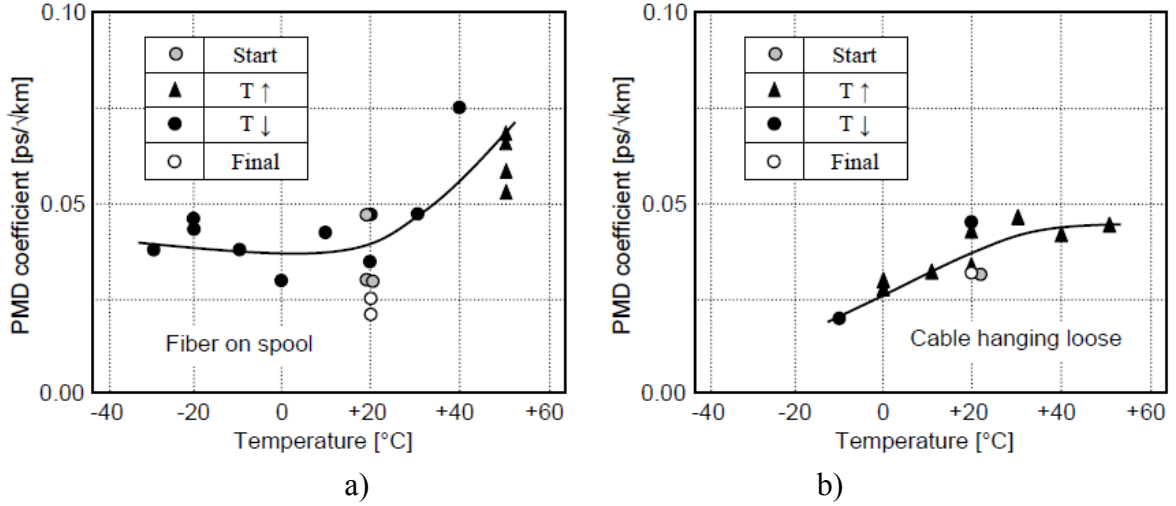 0.10
Start
T ↑
T ↓
Final
0.05
0.00
PMD coefficient [ps/√km]
Fiber on spool
-40 -20 0 +20 +40 +60
Temperature [°C]
a)
0.10
Start
T ↑
T ↓
Final
0.05
0.00
PMD coefficient [ps/√km]
Cable hanging loose
-40 -20 0 +20 +40 +60
Temperature [°C]
b)